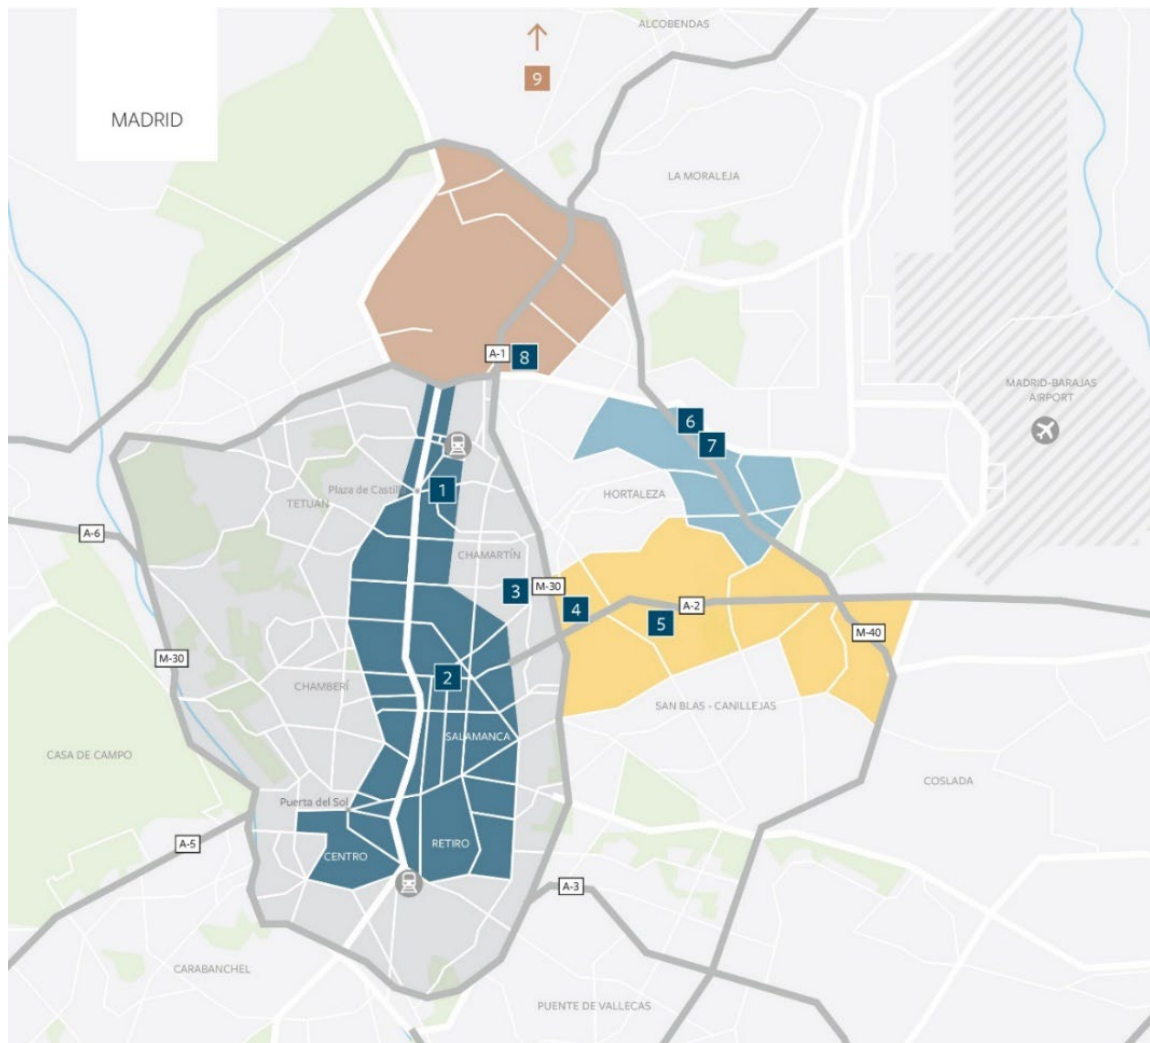 ALCOBENDAS
9
MADRID
LA MORALEJA
A-1
8
MADRID-BARAJAS
AIRPORT
6
7
Plaza de Castill
1
HORTALEZA
TETUÁN
A-6
CHAMARTÍN
3
M-30
4
A-2
5
M-40
M-30
CHAMBERÍ
2
SAN BLAS - CANILLEJAS
SALAMANCA
CASA DE CAMPO
COSLADA
Puerta del Sol
A-5
RETIRO
CENTRO
A-3
CARABANCHEL
PUENTE DE VALLECAS